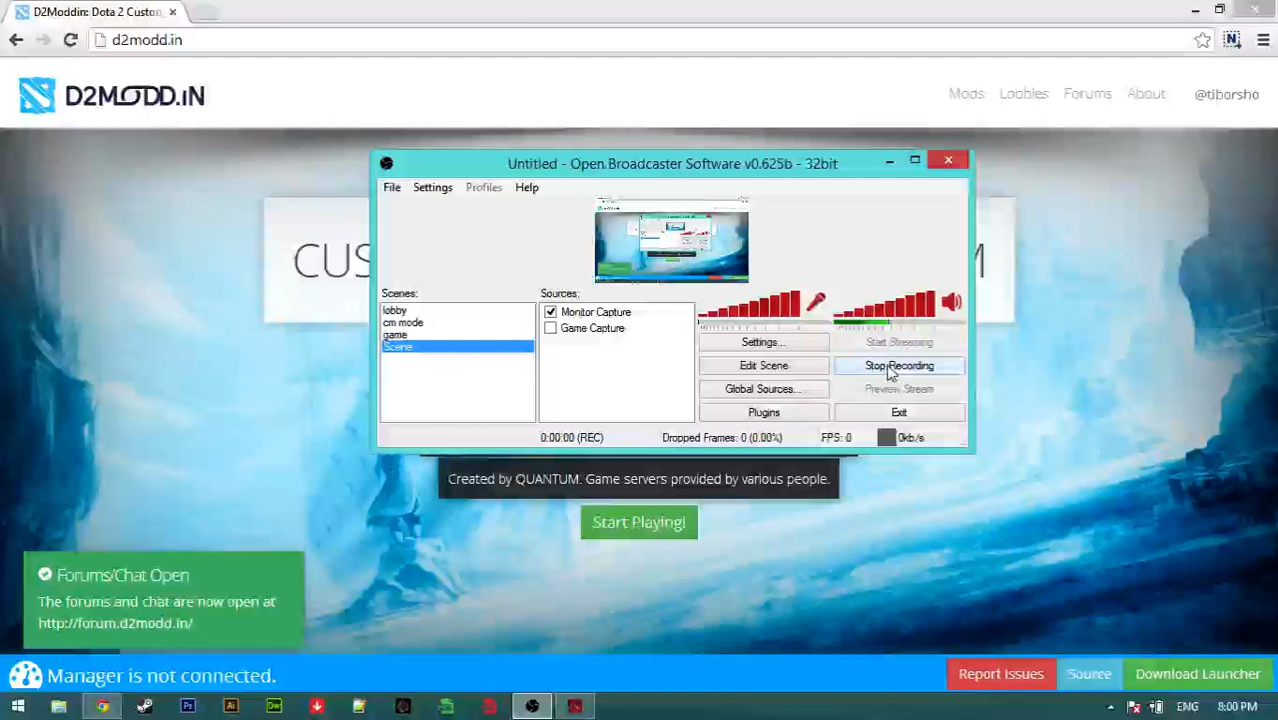 D2Moddin: Dota 2 Custo
d2modd.in
D2MODD.iN
Mods Lobbies Forums About @tiborsho
CUS
M
Untitled - Open Broadcaster Software v0.625b - 32bit
File Settings Profiles Help
Scenes:
lobby
cm mode
game
Scene
Sources:
Monitor Capture
Game Capture
Settings... Start Streaming
Edit Scene Stop Recording
Global Sources... Preview Stream
Plugins Exit
0:00:00 (REC) Dropped Frames: 0 (0.00%) FPS: 0 0kb/s
Created by QUANTUM. Game servers provided by various people.
Start Playing!
Forums/Chat Open
The forums and chat are now open at
http://forum.d2modd.in/
Manager is not connected.
Report Issues Source Download Launcher
Ps Ai Dw
8:00 PM